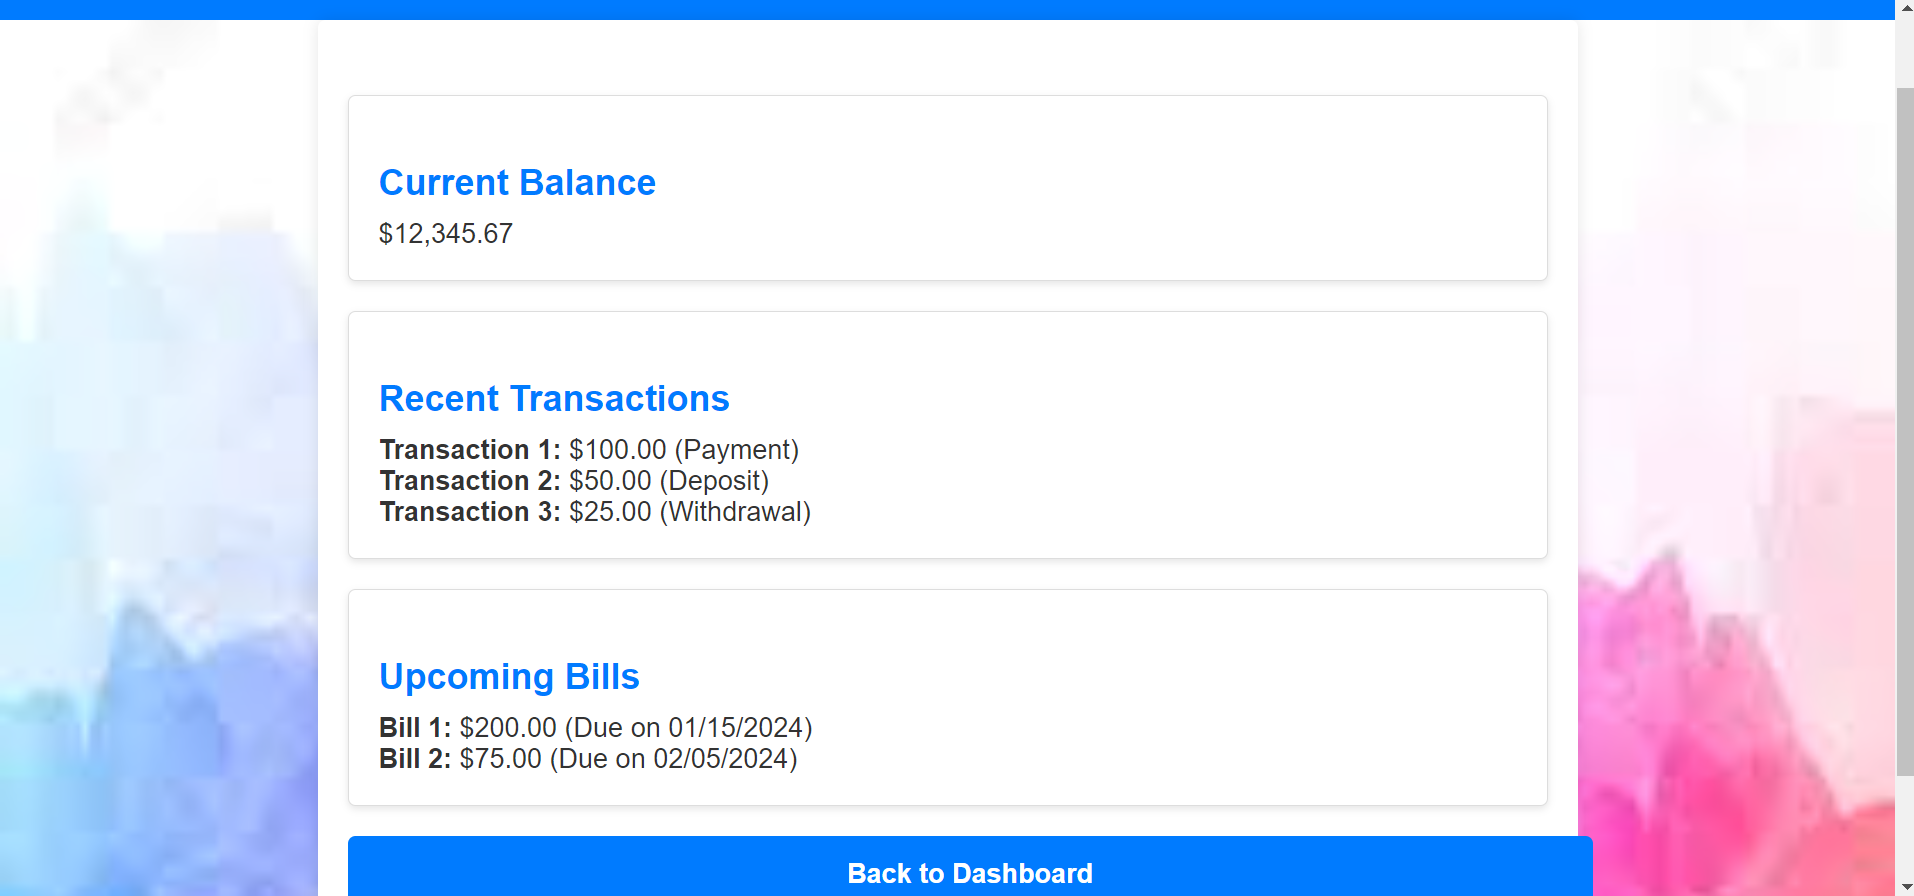 Current Balance
$12,345.67
Recent Transactions
Transaction 1: $100.00 (Payment)
Transaction 2: $50.00 (Deposit)
Transaction 3: $25.00 (Withdrawal)
Upcoming Bills
Bill 1: $200.00 (Due on 01/15/2024)
Bill 2: $75.00 (Due on 02/05/2024)
Back to Dashboard